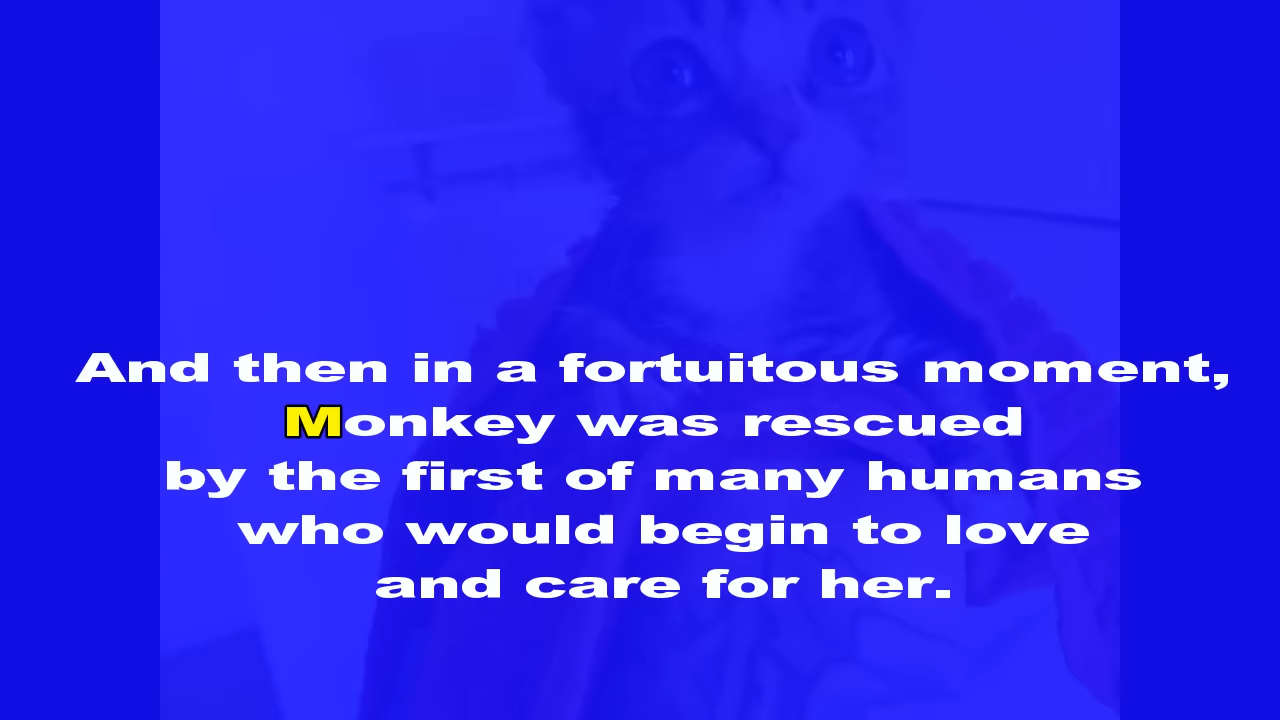 And then in a fortuitous moment,
Monkey was rescued
by the first of many humans
who would begin to love
and care for her.